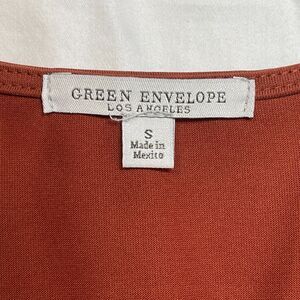 GREEN ENVELOPE
LOS ANGELES
S
Made in
Mexico